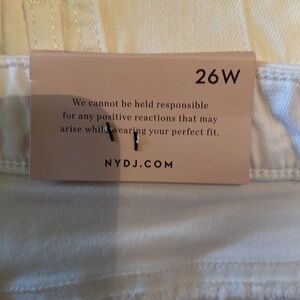 26W
We cannot be held responsible
for any positive reactions that may
arise while wearing your perfect fit.
NYDJ.COM